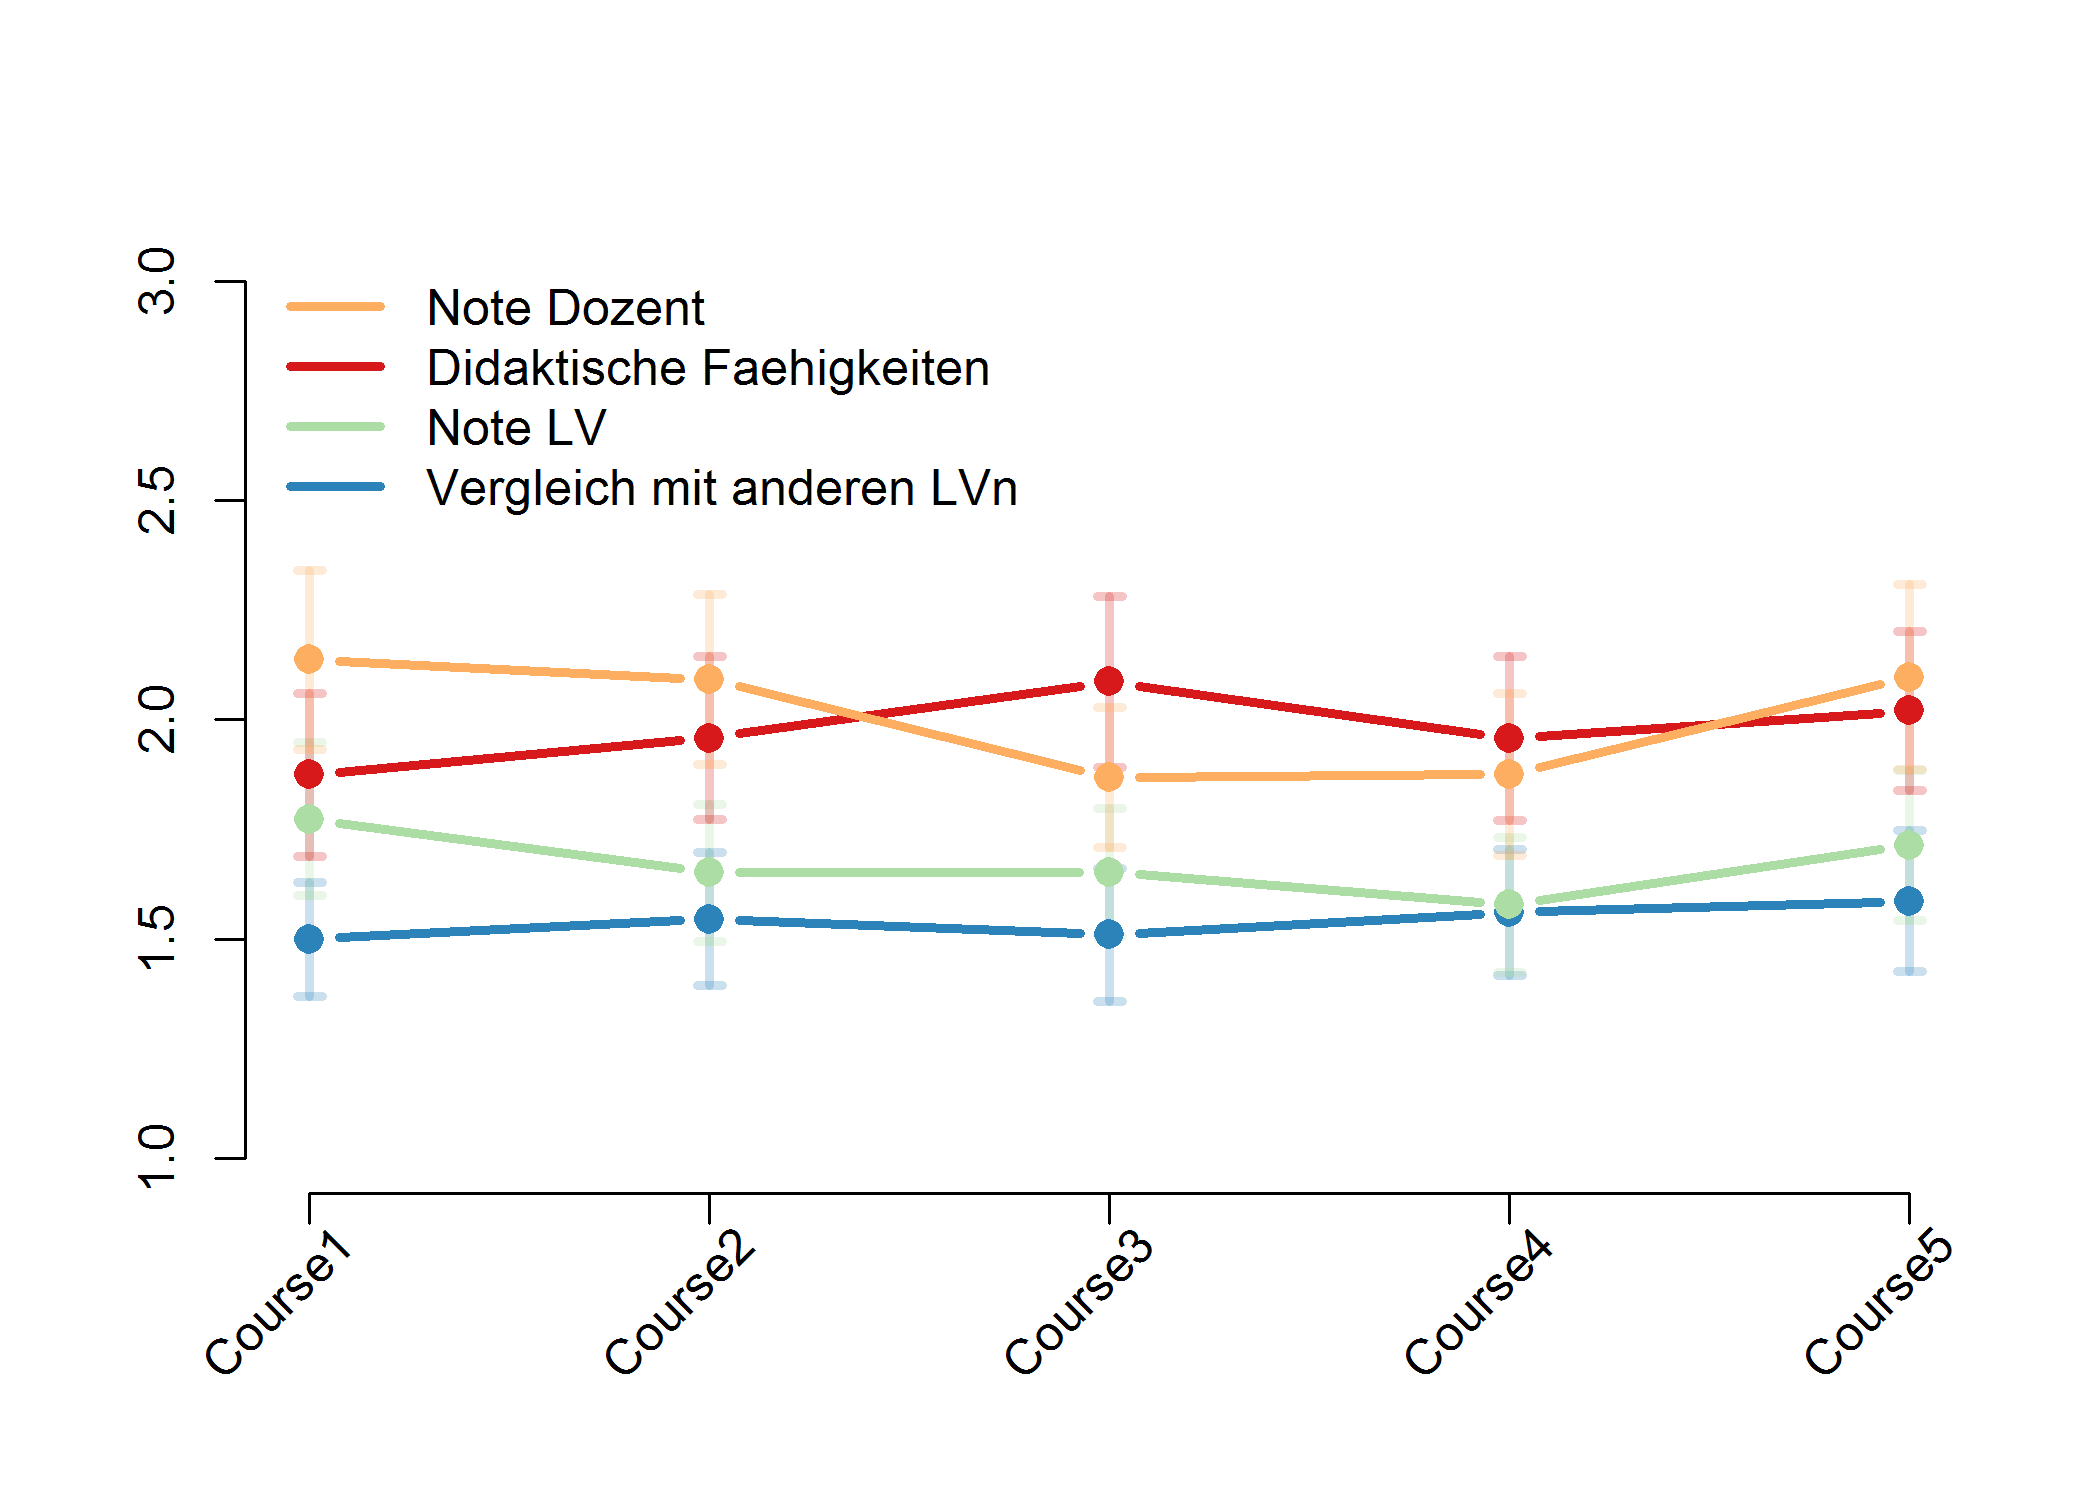 3.0
2.5
2.0
1.5
1.0
Note Dozent
Didaktische Faehigkeiten
Note LV
Vergleich mit anderen LVn
Course1
Course2
Course3
Course4
Course5